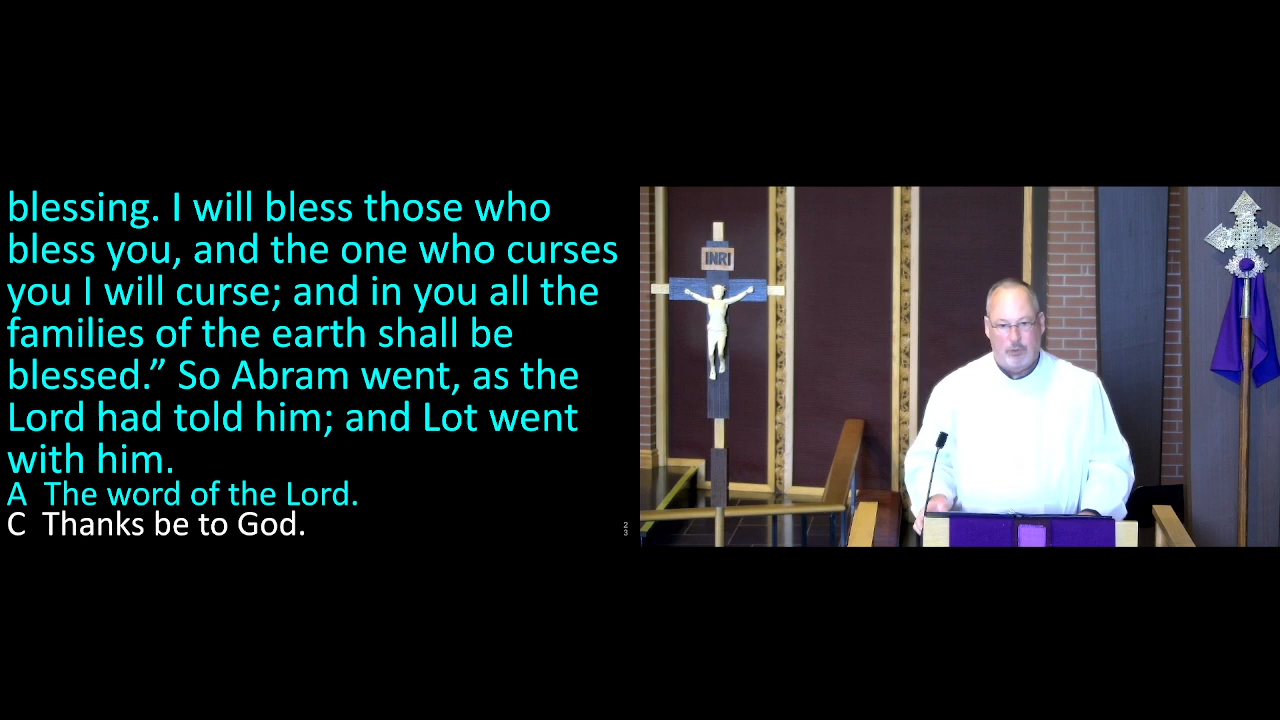 blessing. I will bless those who
bless you, and the one who curses
you I will curse; and in you all the
families of the earth shall be
blessed.” So Abram went, as the
Lord had told him; and Lot went
with him.
A The word of the Lord.
C Thanks be to God.
23
INRI